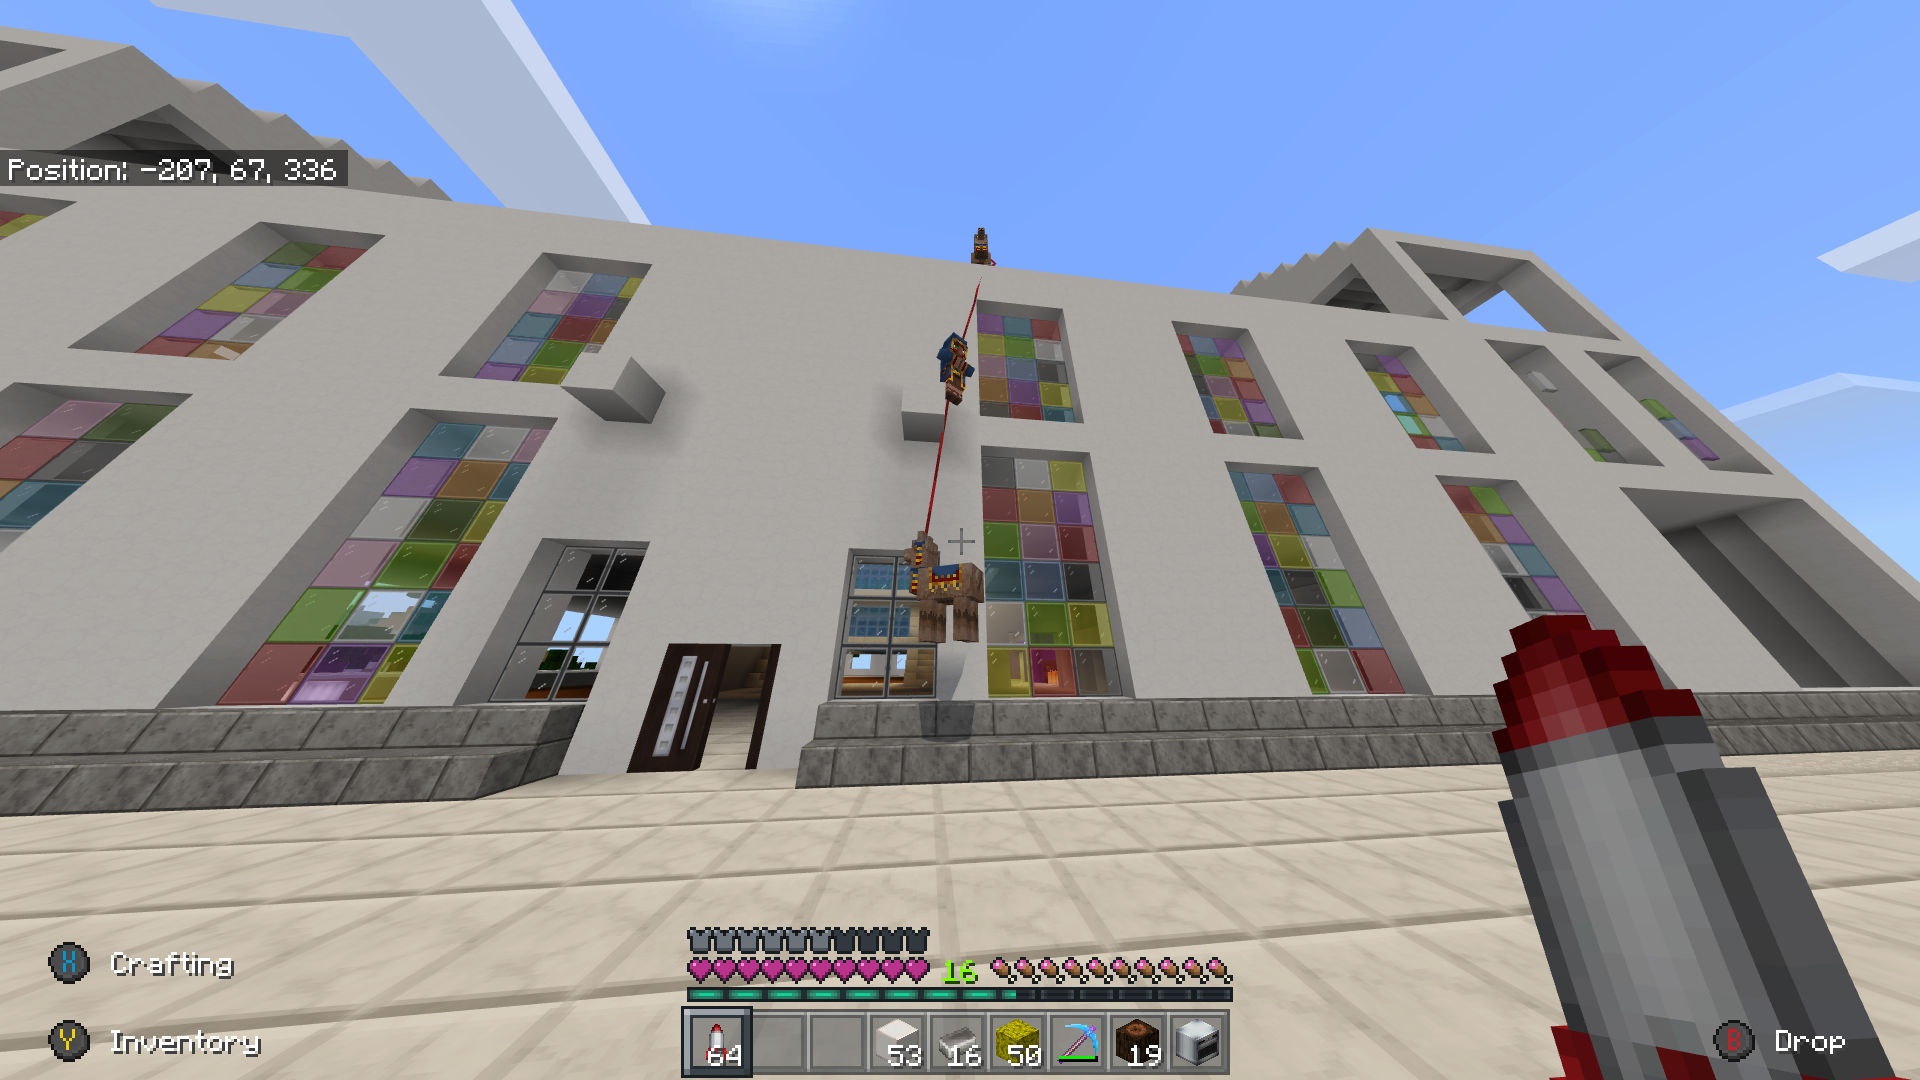 Position: -207, 67, 336
Crafting
Inventory
16
64
53
16
50
19
Drop
X
Y
B